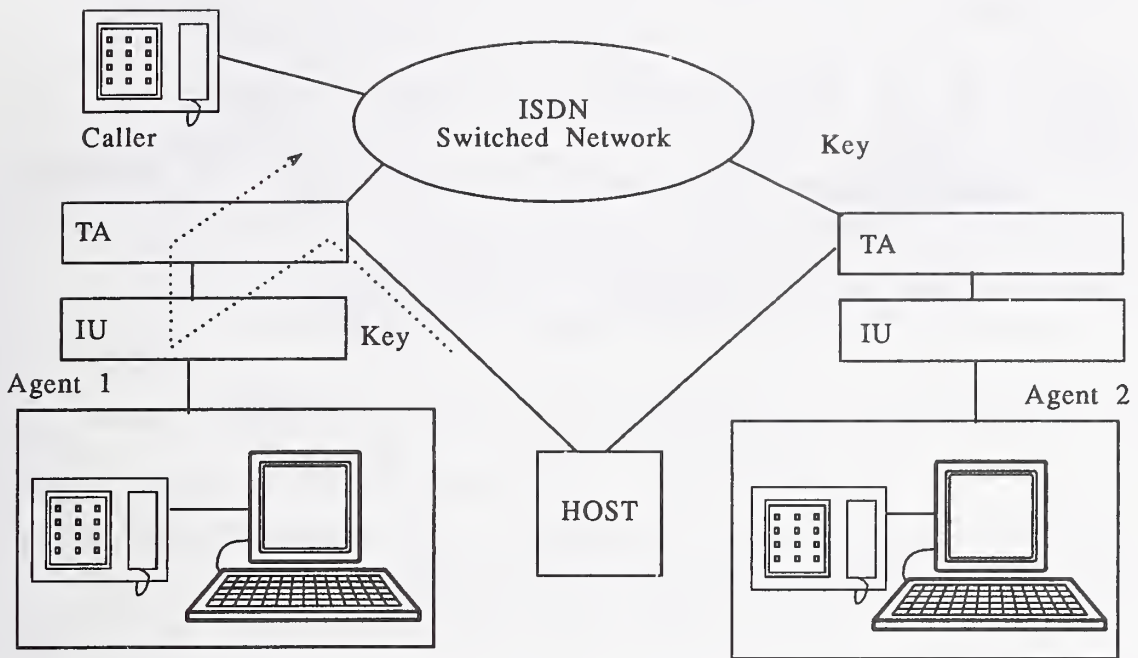 ISDN
Switched Network
Caller
Key
TA
TA
IU
Key
IU
Agent 1
Agent 2
HOST